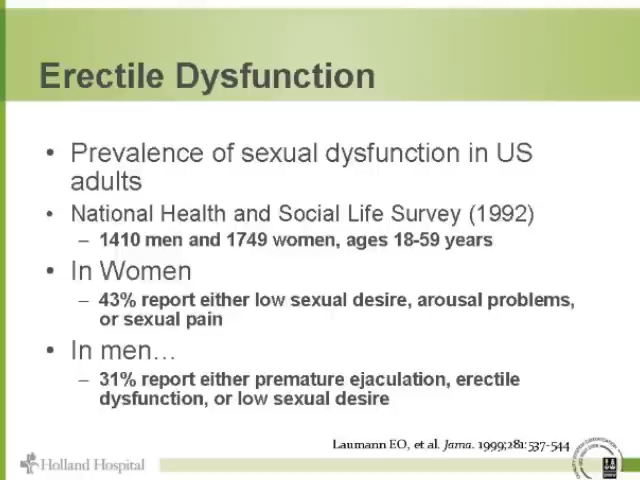 Erectile Dysfunction
• Prevalence of sexual dysfunction in US
adults
• National Health and Social Life Survey (1992)
– 1410 men and 1749 women, ages 18-59 years
• In Women
– 43% report either low sexual desire, arousal problems,
or sexual pain
• In men…
– 31% report either premature ejaculation, erectile
dysfunction, or low sexual desire
Laumann EO, et al. Jama. 1999;281:537-544
Holland Hospital